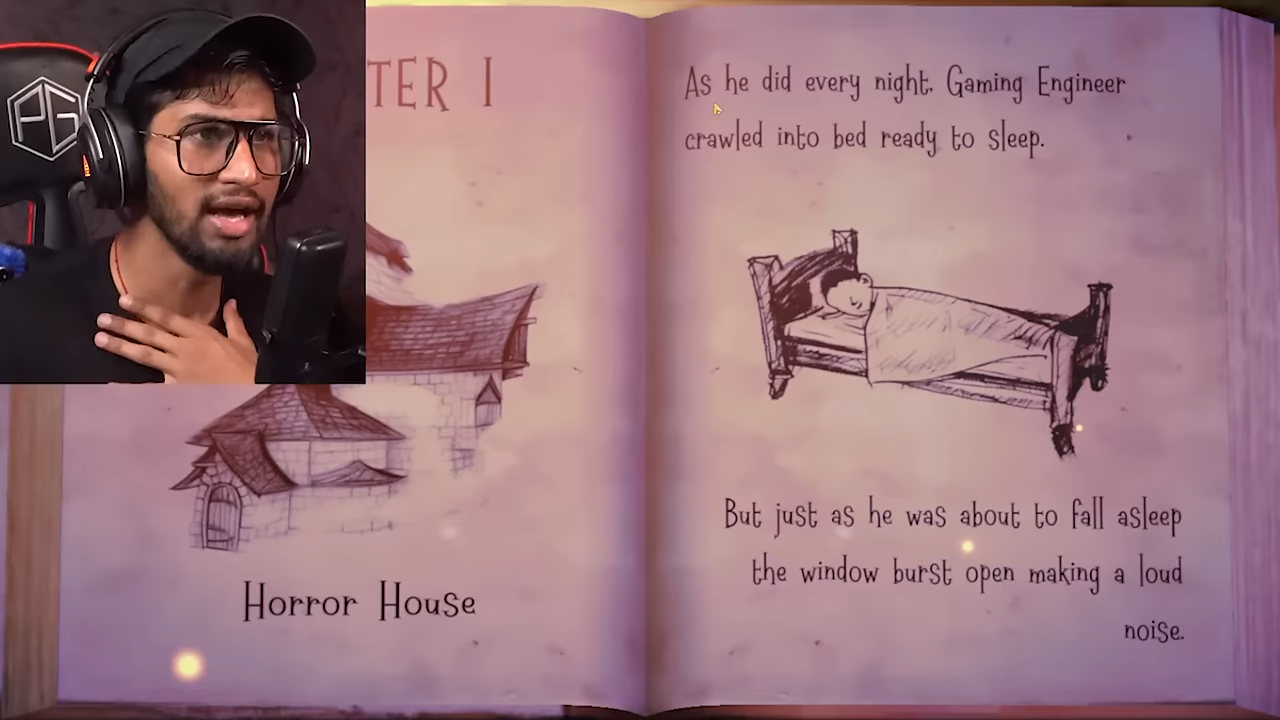 PG
TER I
Horror House
As he did every night, Gaming Engineer
crawled into bed ready to sleep.
But just as he was about to fall asleep
the window burst open making a loud
noise.